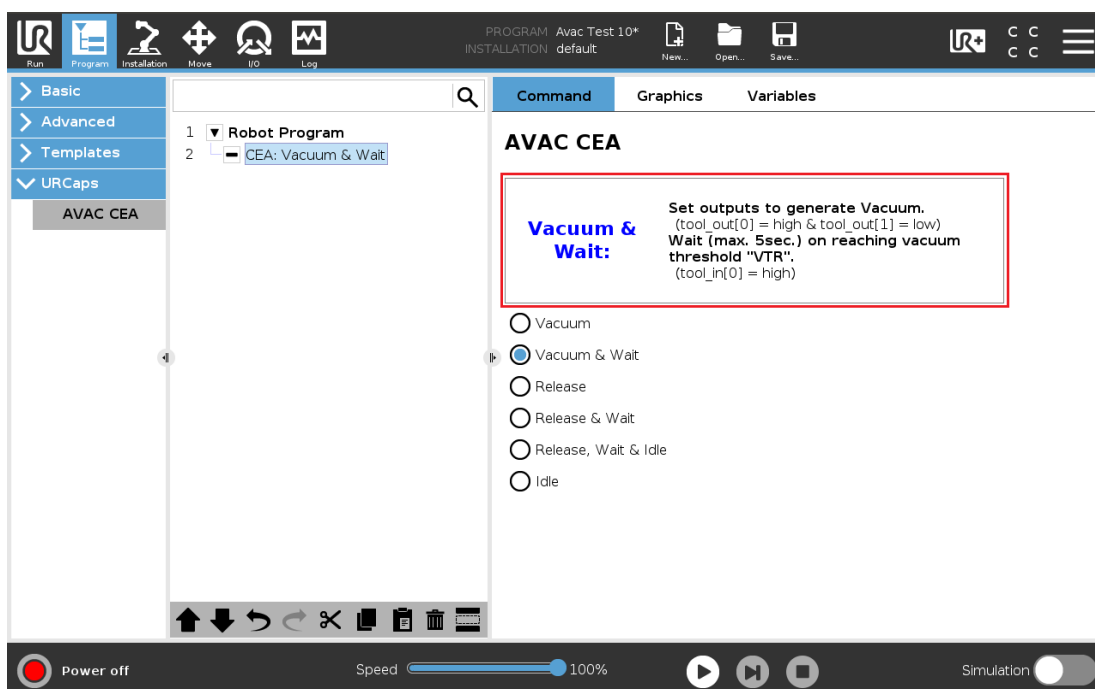 PROGRAM Avac Test 10*
INSTALLATION default
UR
Run
Program
Installation
Move
I/O
Log
New...
Open...
Save...
UR+
C C
C C
Basic
Advanced
Templates
URCaps
AVAC CEA
1 Robot Program
2 CEA: Vacuum & Wait
Command Graphics Variables
AVAC CEA
Vacuum &
Wait:
Set outputs to generate Vacuum.
(tool_out[0] = high & tool_out[1] = low)
Wait (max. 5sec.) on reaching vacuum
threshold "VTR".
(tool_in[0] = high)
Vacuum
Vacuum & Wait
Release
Release & Wait
Release, Wait & Idle
Idle
Power off
Speed 100%
Simulation